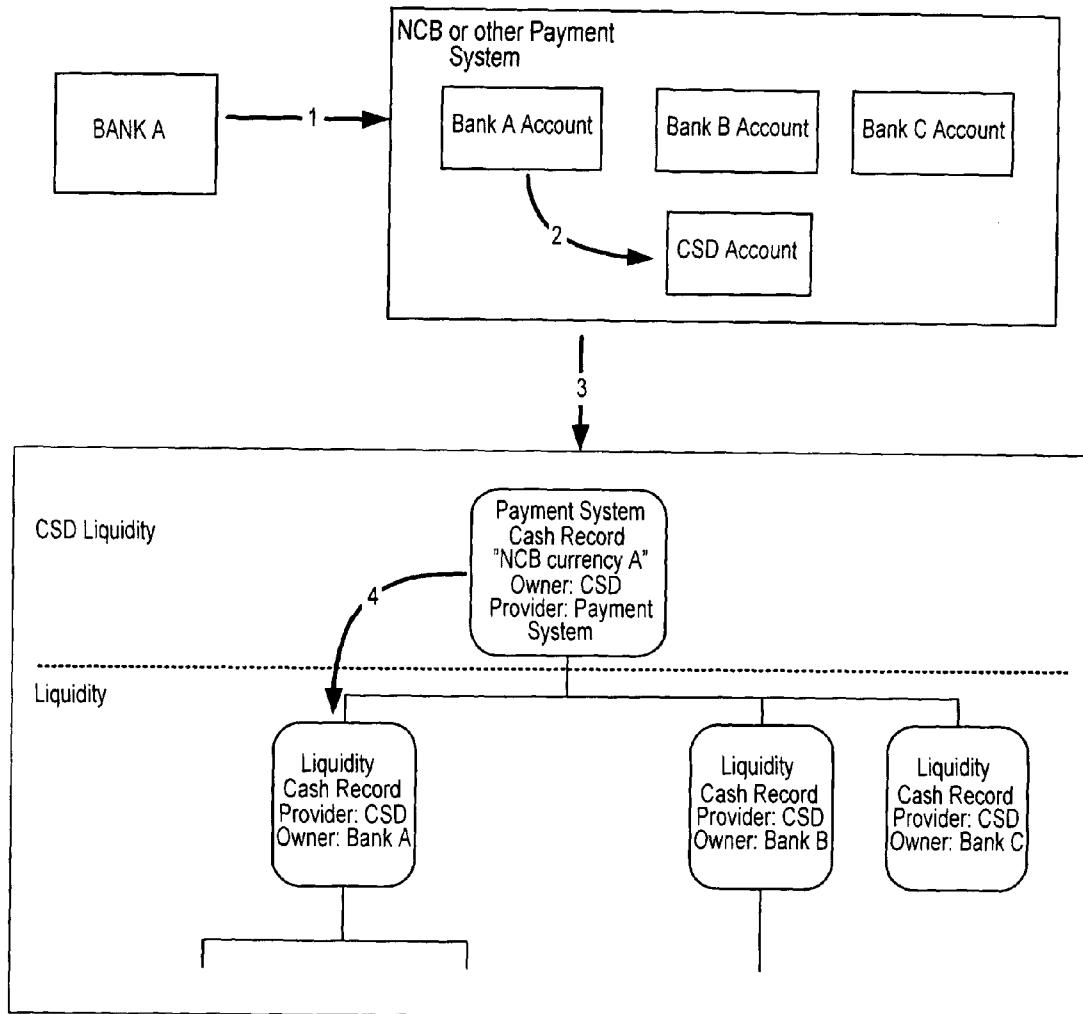 NCB or other Payment
System
BANK A
1
Bank A Account
Bank B Account
Bank C Account
2
CSD Account
3
CSD Liquidity
Payment System
Cash Record
"NCB currency A"
Owner: CSD
Provider: Payment
System
4
Liquidity
Liquidity
Cash Record
Provider: CSD
Owner: Bank A
Liquidity
Cash Record
Provider: CSD
Owner: Bank B
Liquidity
Cash Record
Provider: CSD
Owner: Bank C